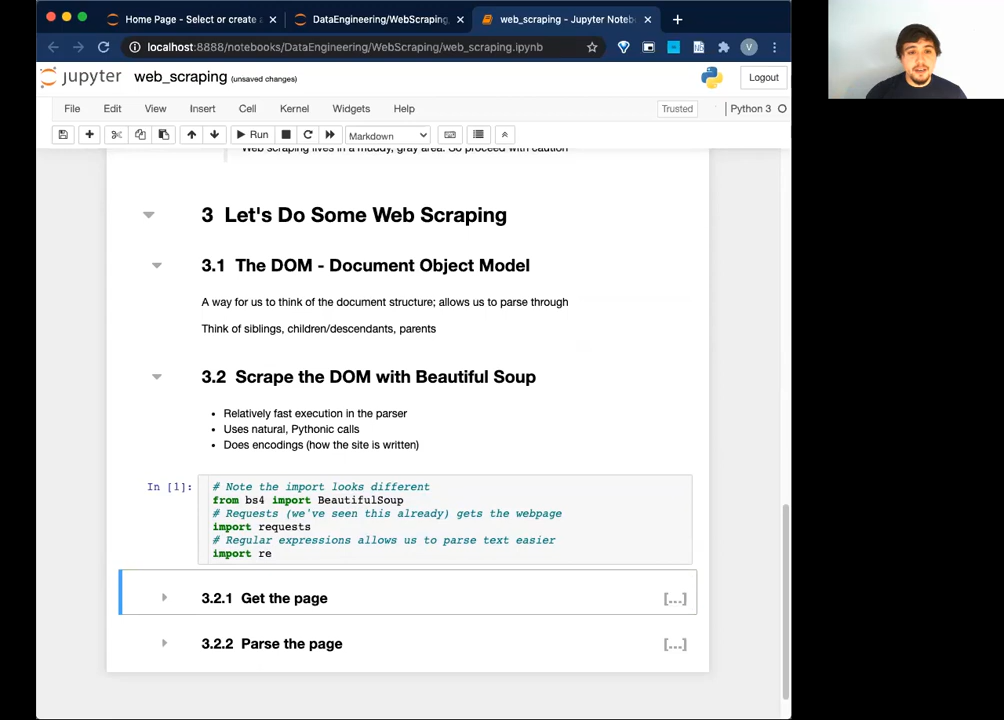 Home Page - Select or create a
DataEngineering/WebScraping/
web_scraping - Jupyter Noteb
localhost:8888/notebooks/DataEngineering/WebScraping/web_scraping.ipynb
V
jupyter web_scraping (unsaved changes)
Logout
File Edit View Insert Cell Kernel Widgets Help
Trusted
Python 3
Run
Markdown
Web scraping lives in a muddy, gray area. So proceed with caution
3 Let's Do Some Web Scraping
3.1 The DOM - Document Object Model
A way for us to think of the document structure; allows us to parse through
Think of siblings, children/descendants, parents
3.2 Scrape the DOM with Beautiful Soup
• Relatively fast execution in the parser
• Uses natural, Pythonic calls
• Does encodings (how the site is written)
In [1]:
# Note the import looks different
from bs4 import BeautifulSoup
# Requests (we've seen this already) gets the webpage
import requests
# Regular expressions allows us to parse text easier
import re
3.2.1 Get the page
[...]
3.2.2 Parse the page
[...]